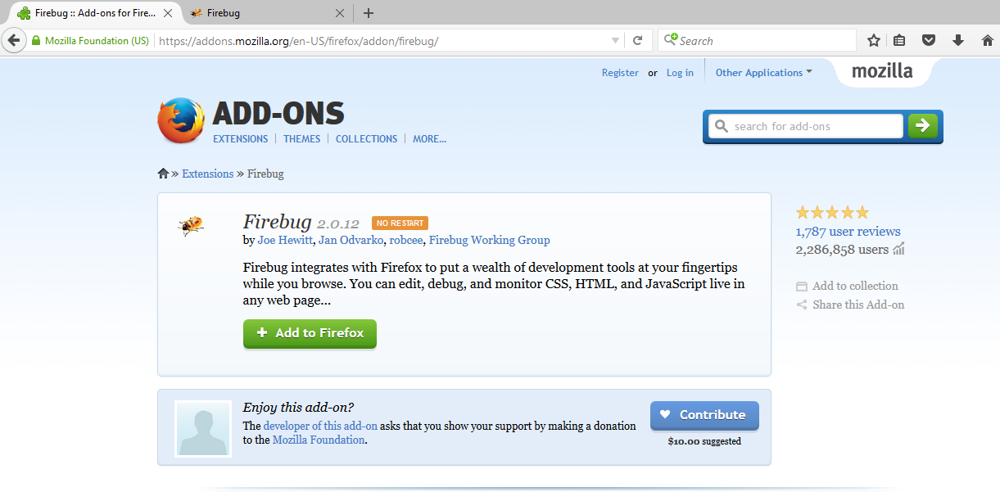 Firebug :: Add-ons for Fire...
Firebug
Mozilla Foundation (US)
https://addons.mozilla.org/en-US/firefox/addon/firebug/
Search
Register or Log in
Other Applications
mozilla
ADD-ONS
EXTENSIONS
THEMES
COLLECTIONS
MORE...
search for add-ons
» Extensions » Firebug
Firebug 2.0.12 NO RESTART
by Joe Hewitt, Jan Odvarko, robcee, Firebug Working Group
Firebug integrates with Firefox to put a wealth of development tools at your fingertips
while you browse. You can edit, debug, and monitor CSS, HTML, and JavaScript live in
any web page...
Add to Firefox
1,787 user reviews
2,286,858 users
Add to collection
Share this Add-on
Enjoy this add-on?
The developer of this add-on asks that you show your support by making a donation
to the Mozilla Foundation.
Contribute
$10.00 suggested